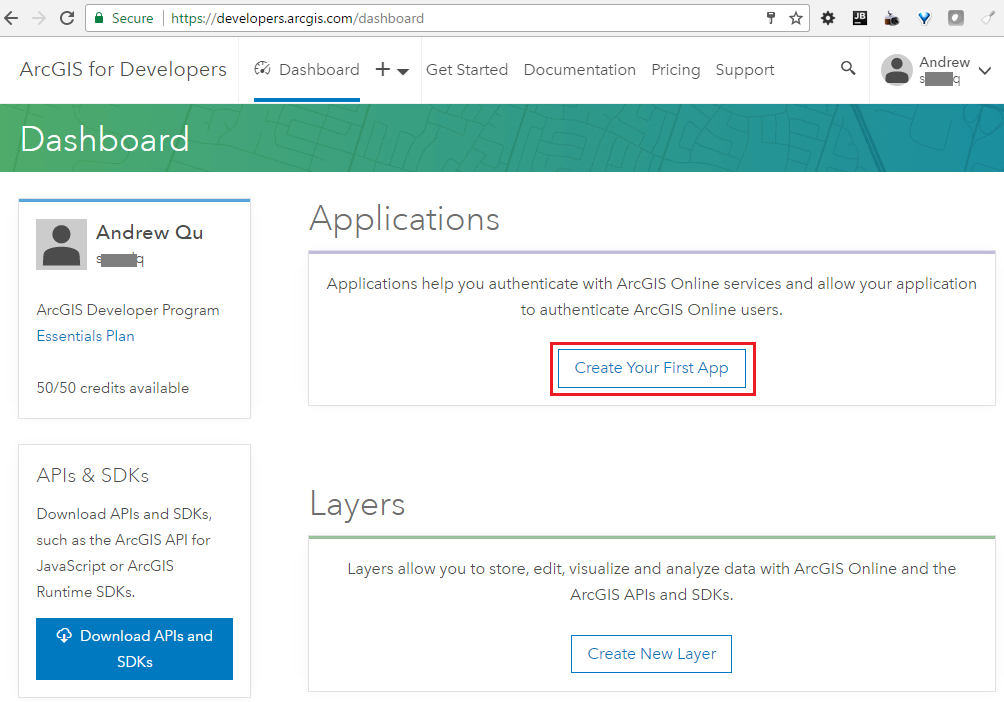 Secure https://developers.arcgis.com/dashboard
JB
ArcGIS for Developers Dashboard Get Started Documentation Pricing Support Andrew
s q
Dashboard
Andrew Qu
s q
ArcGIS Developer Program
Essentials Plan
50/50 credits available
APIs & SDKs
Download APIs and SDKs,
such as the ArcGIS API for
JavaScript or ArcGIS
Runtime SDKs.
Download APIs and
SDKs
Applications
Applications help you authenticate with ArcGIS Online services and allow your application
to authenticate ArcGIS Online users.
Create Your First App
Layers
Layers allow you to store, edit, visualize and analyze data with ArcGIS Online and the
ArcGIS APIs and SDKs.
Create New Layer